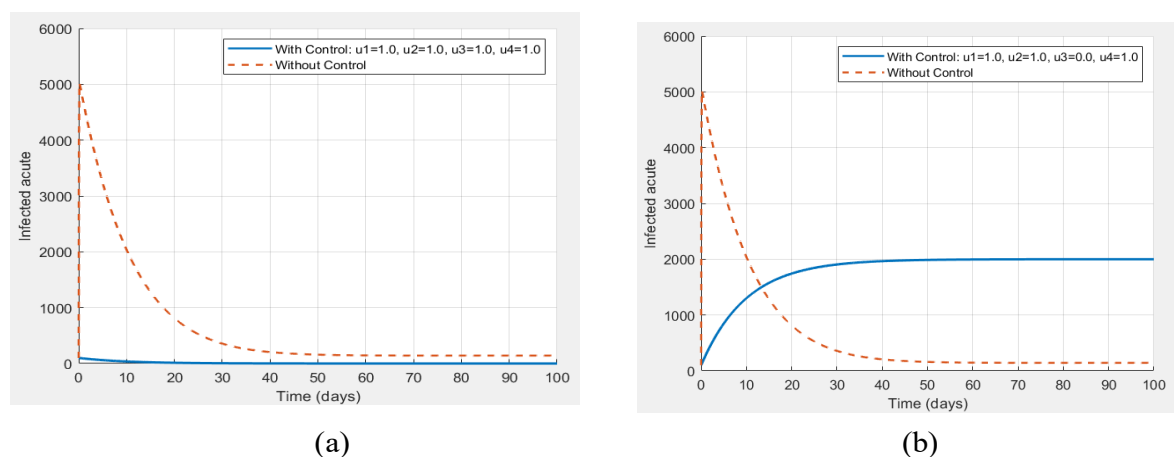 6000
5000
4000
3000
2000
1000
0
Infected acute
With Control: u1=1.0, u2=1.0, u3=1.0, u4=1.0
Without Control
0 10 20 30 40 50 60 70 80 90 100
Time (days)
(a)
6000
5000
4000
3000
2000
1000
0
Infected acute
With Control: u1=1.0, u2=1.0, u3=0.0, u4=1.0
Without Control
0 10 20 30 40 50 60 70 80 90 100
Time (days)
(b)